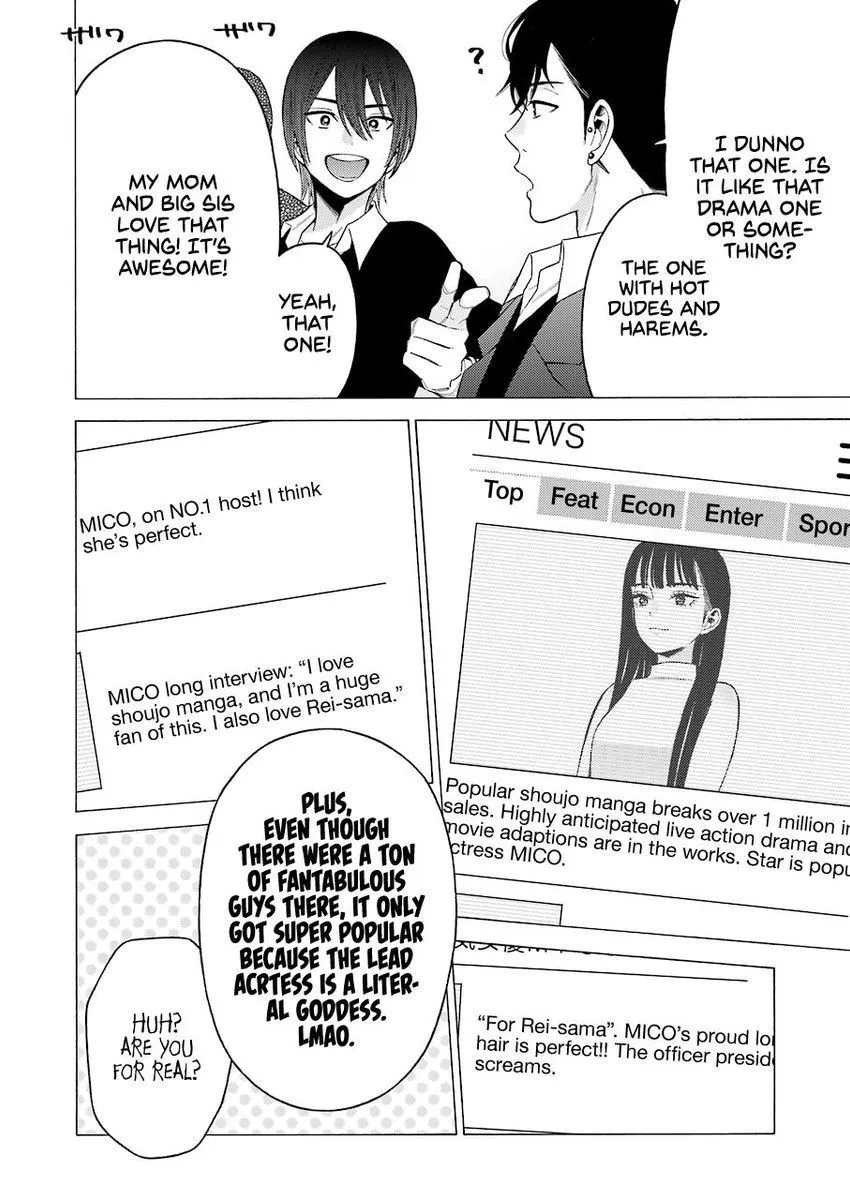 ザワ
ザワ
?
I DUNNO
THAT ONE. IS
IT LIKE THAT
DRAMA ONE
OR SOME-
THING?
THE ONE
WITH HOT
DUDES AND
HAREMS.
MY MOM
AND BIG SIS
LOVE THAT
THING! IT'S
AWESOME!
YEAH,
THAT
ONE!
NEWS
Top
Feat
Econ
Enter
Spor
Popular shoujo manga breaks over 1 million in
sales. Highly anticipated live action drama and
movie adaptions are in the works. Star is popu
ctress MICO.
MICO, on NO.1 host! I think
she's perfect.
MICO long interview: "I love
shoujo manga, and I'm a huge
fan of this. I also love Rei-sama."
"For Rei-sama". MICO's proud lon
hair is perfect!! The officer preside
screams.
PLUS,
EVEN THOUGH
THERE WERE A TON
OF FANTABULOUS
GUYS THERE, IT ONLY
GOT SUPER POPULAR
BECAUSE THE LEAD
ACRTESS IS A LITER-
AL GODDESS.
LMAO.
HUH?
ARE YOU
FOR REAL?